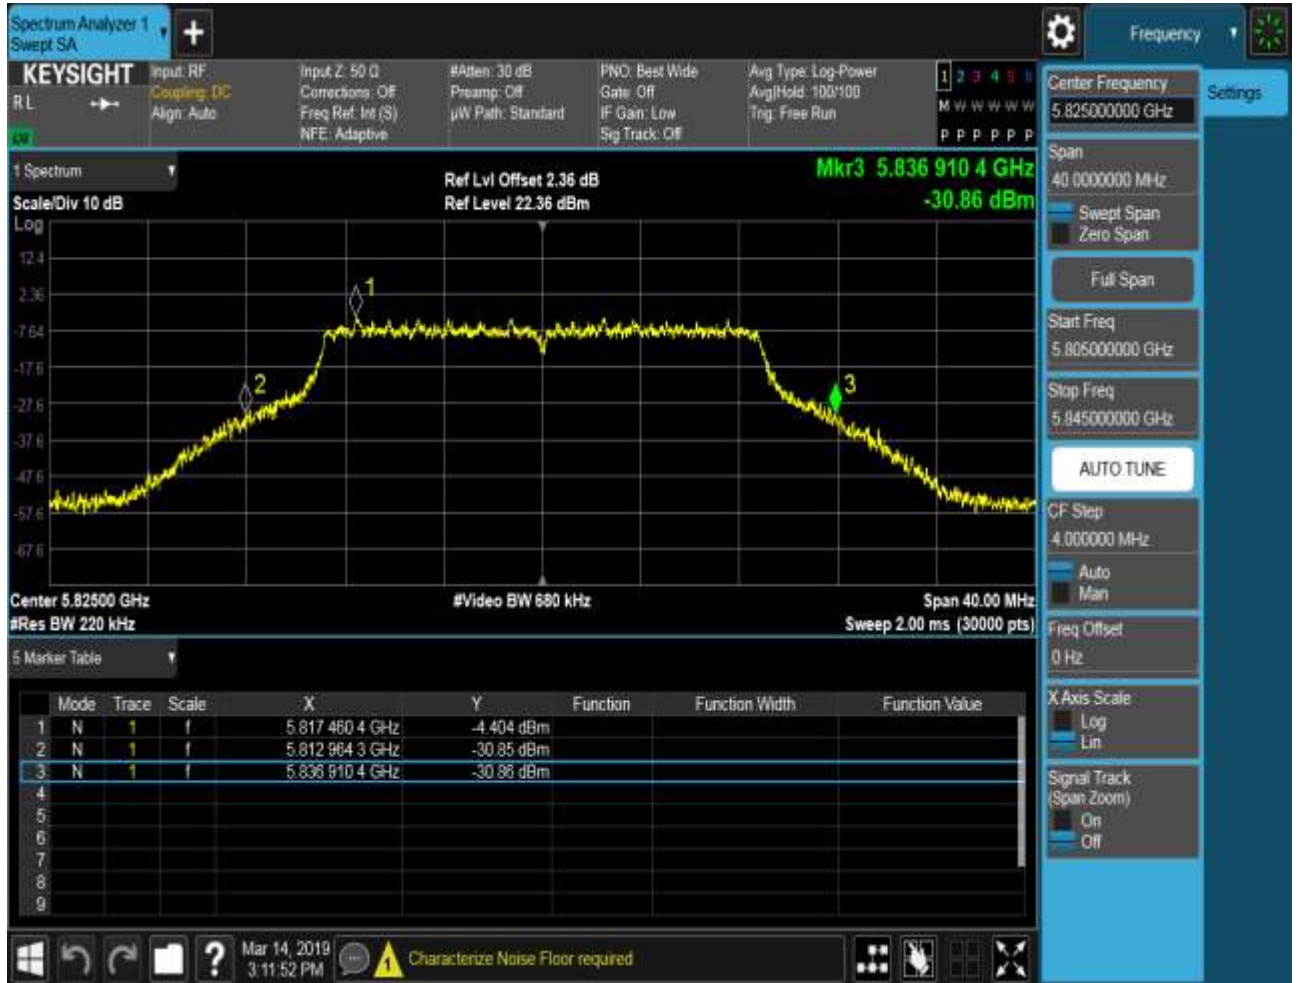 Spectrum Analyzer 1
Swept SA
+
Frequency
KEYSIGHT
RL
Input: RF
Coupling: DC
Align: Auto
Input Z: 50 Ω
Corrections: Off
Freq Ref: Int (S)
NFE: Adaptive
#Atten: 30 dB
Preamp: Off
µW Path: Standard
PNO: Best Wide
Gate: Off
IF Gain: Low
Sig Track: Off
Avg Type: Log-Power
Avg|Hold: 100/100
Trig: Free Run
1 2 3 4 5 6
M W W W W W
P P P P P P
1 Spectrum
Scale/Div 10 dB
Ref Lvl Offset 2.36 dB
Ref Level 22.36 dBm
Mkr3 5.836 910 4 GHz
-30.86 dBm
Log
12.4
2.36
-7.64
-17.6
-27.6
-37.6
-47.6
-57.6
-67.6
1
2
3
Center 5.82500 GHz
#Video BW 680 kHz
Span 40.00 MHz
#Res BW 220 kHz
Sweep 2.00 ms (30000 pts)
5 Marker Table
Mode Trace Scale X Y Function Function Width Function Value
1 N 1 f 5.817 460 4 GHz -4.404 dBm
2 N 1 f 5.812 964 3 GHz -30.85 dBm
3 N 1 f 5.836 910 4 GHz -30.86 dBm
4
5
6
7
8
9
Mar 14, 2019
3:11:52 PM
?
1
Characterize Noise Floor required
Center Frequency
5.825000000 GHz
Settings
Span
40.0000000 MHz
Swept Span
Zero Span
Full Span
Start Freq
5.805000000 GHz
Stop Freq
5.845000000 GHz
AUTO TUNE
CF Step
4.000000 MHz
Auto
Man
Freq Offset
0 Hz
X Axis Scale
Log
Lin
Signal Track
(Span Zoom)
On
Off